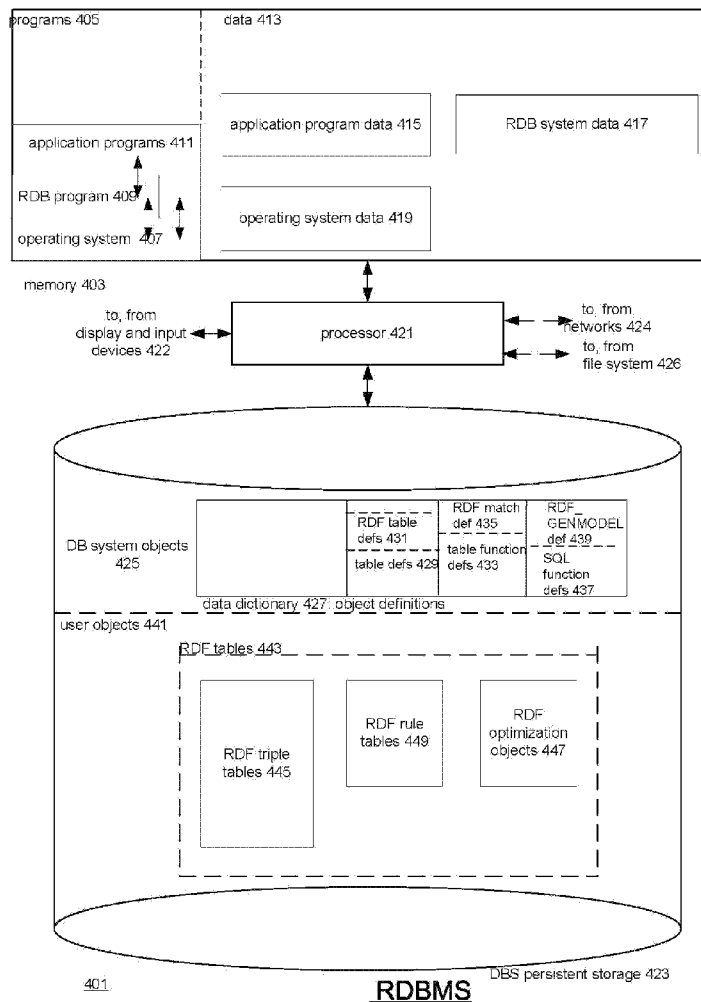 programs 405
data 413
application programs 411
application program data 415
RDB system data 417
RDB program 409
operating system 407
operating system data 419
memory 403
to, from
display and input
devices 422
processor 421
to, from,
networks 424
to, from
file system 426
DB system objects
425
RDF table
defs 431
table defs 429
RDF match
def 435
table function
defs 433
RDF_
GENMODEL
def 439
SQL
function
defs 437
data dictionary 427: object definitions
user objects 441
RDF tables 443
RDF triple
tables 445
RDF rule
tables 449
RDF
optimization
objects 447
DBS persistent storage 423
401
RDBMS